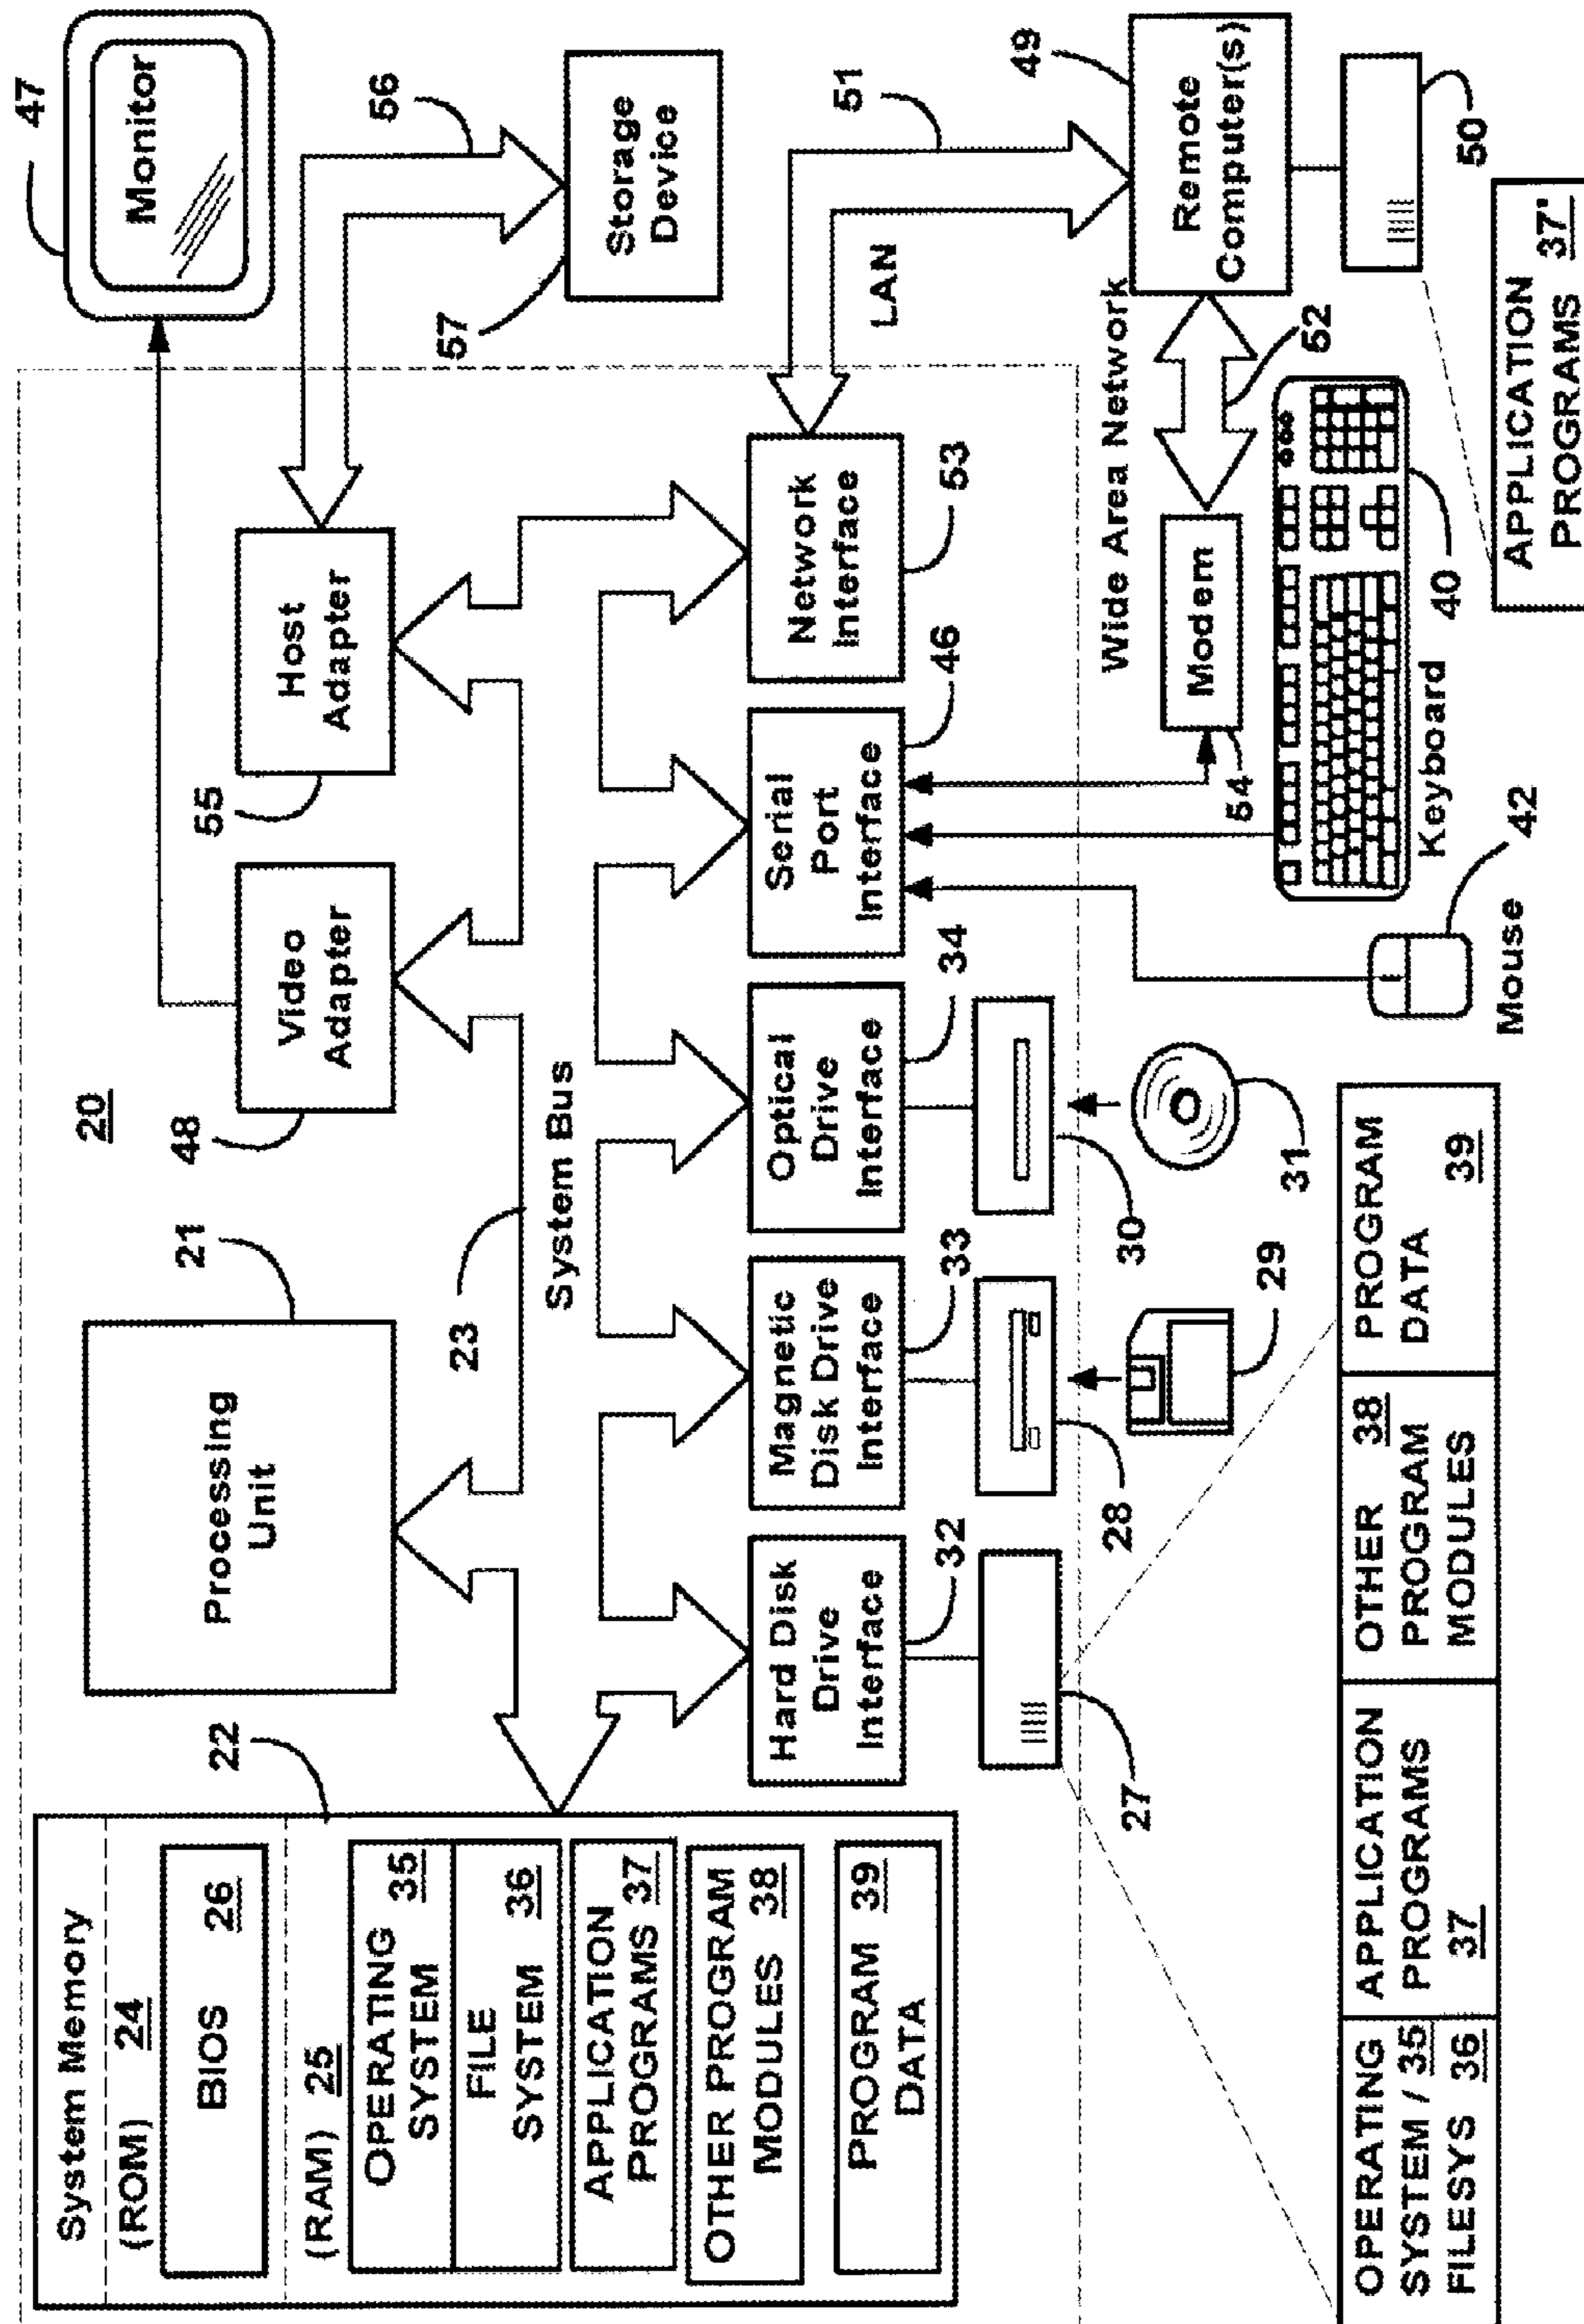 System Memory
(ROM) 24
BIOS 26
(RAM) 25
OPERATING
SYSTEM 35
FILE
SYSTEM 36
APPLICATION
PROGRAMS 37
OTHER PROGRAM
MODULES 38
PROGRAM 39
DATA
22
Processing
Unit
21
20
Video
Adapter
48
Host
Adapter
55
47
Monitor
56
57
Storage
Device
23
System Bus
Hard Disk
Drive
Interface
32
Magnetic
Disk Drive
Interface
33
Optical
Drive
Interface
34
Serial
Port
Interface
46
Network
Interface
53
LAN
51
27
28
29
30
31
Wide Area Network
Modem
54
52
49
Remote
Computer(s)
50
Keyboard
40
Mouse
42
OPERATING
SYSTEM / 35
FILESYS 36
APPLICATION
PROGRAMS
37
OTHER 38
PROGRAM
MODULES
PROGRAM
DATA
39
APPLICATION
PROGRAMS 37'